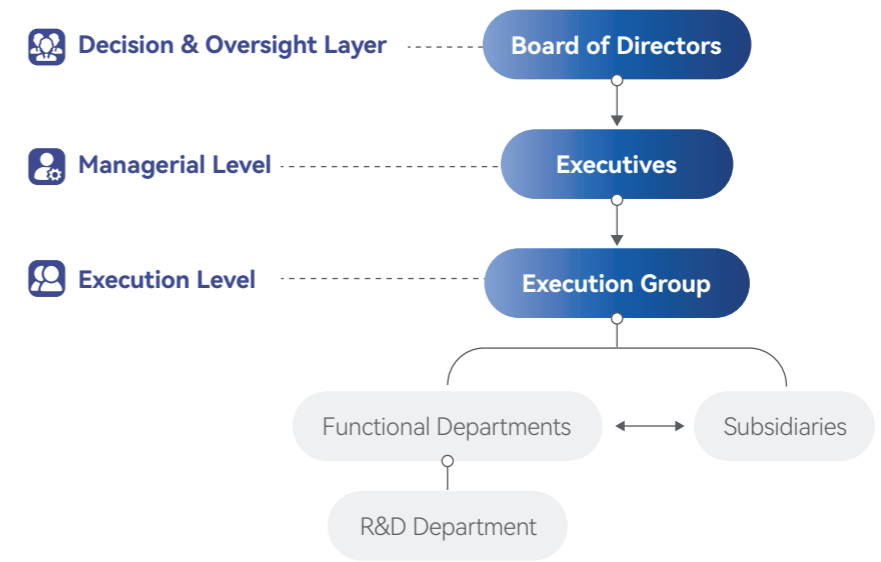 Decision & Oversight Layer
Board of Directors
Managerial Level
Executives
Execution Level
Execution Group
Functional Departments
Subsidiaries
R&D Department